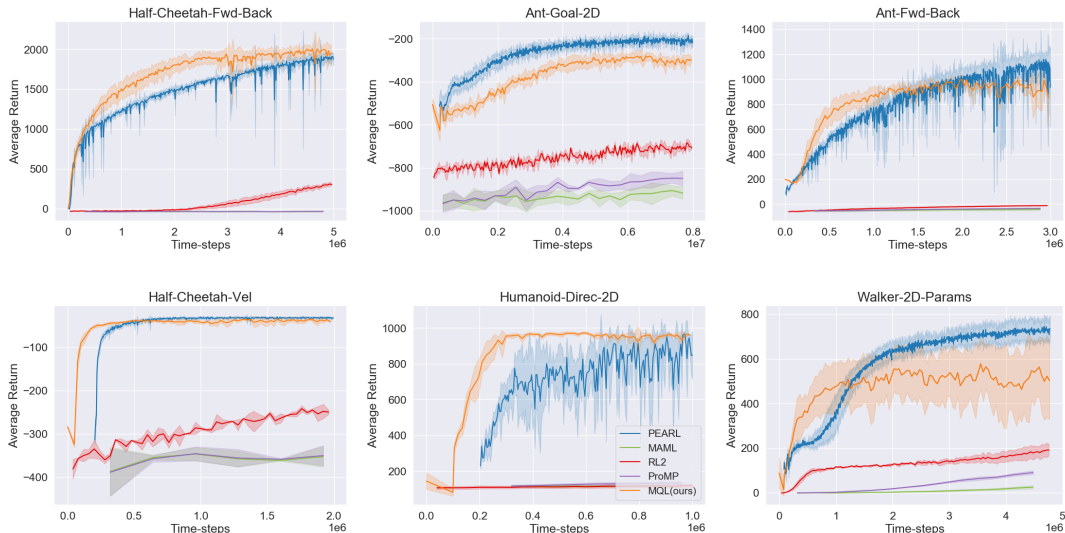 Half-Cheetah-Fwd-Back
Average Return
2000
1500
1000
500
0
0 1 2 3 4 5
1e6
Time-steps
Ant-Goal-2D
Average Return
−200
−400
−600
−800
−1000
0.0 0.2 0.4 0.6 0.8 1.0
1e7
Time-steps
Ant-Fwd-Back
Average Return
1400
1200
1000
800
600
400
200
0
0.0 0.5 1.0 1.5 2.0 2.5 3.0
1e6
Time-steps
Half-Cheetah-Vel
Average Return
−100
−200
−300
−400
0.0 0.5 1.0 1.5 2.0
1e6
Time-steps
Humanoid-Direc-2D
Average Return
1000
800
600
400
200
0.0 0.2 0.4 0.6 0.8 1.0
1e6
Time-steps
PEARL
MAML
RL2
ProMP
MQL(ours)
Walker-2D-Params
Average Return
800
600
400
200
0
0 1 2 3 4 5
1e6
Time-steps